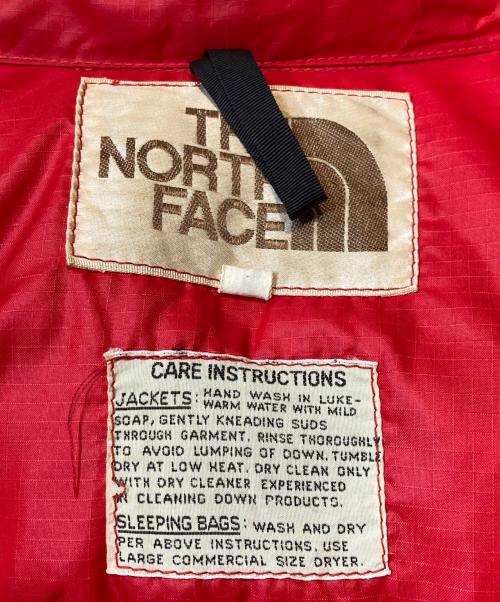 THE
NORTH
FACE
CARE INSTRUCTIONS
JACKETS: HAND WASH IN LUKE-
WARM WATER WITH MILD
SOAP, GENTLY KNEADING SUDS
THROUGH GARMENT. RINSE THOROUGHLY
TO AVOID LUMPING OF DOWN. TUMBLE
DRY AT LOW HEAT. DRY CLEAN ONLY
WITH DRY CLEANER EXPERIENCED
IN CLEANING DOWN PRODUCTS.
SLEEPING BAGS: WASH AND DRY
PER ABOVE INSTRUCTIONS. USE
LARGE COMMERCIAL SIZE DRYER.